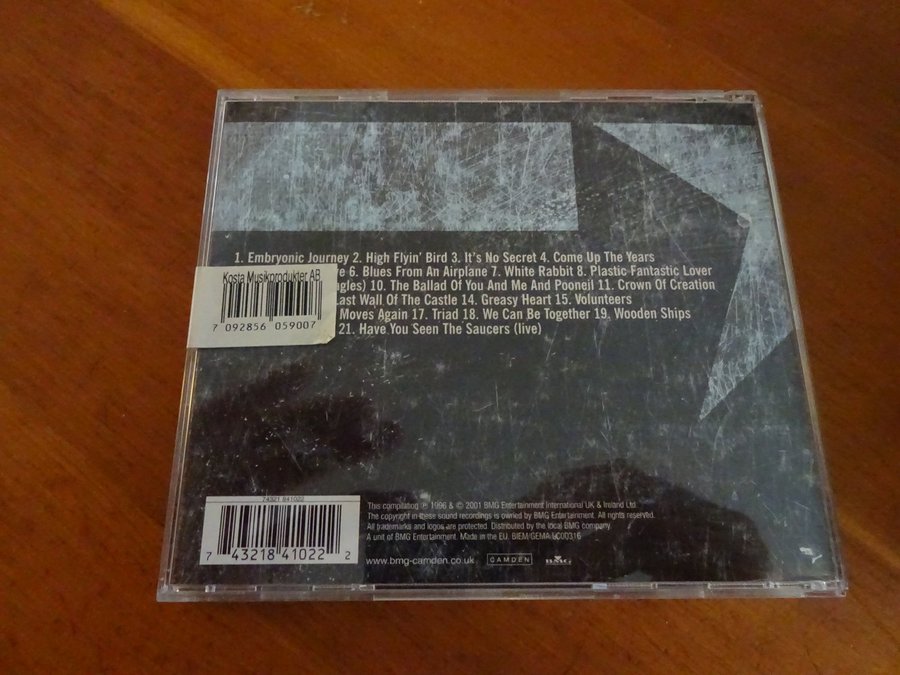 1. Embryonic Journey 2. High Flyin' Bird 3. It's No Secret 4. Come Up The Years
6. Blues From An Airplane 7. White Rabbit 8. Plastic Fantastic Lover
10. The Ballad Of You And Me And Pooneil 11. Crown Of Creation
Last Wall Of The Castle 14. Greasy Heart 15. Volunteers
Moves Again 17. Triad 18. We Can Be Together 19. Wooden Ships
21. Have You Seen The Saucers (live)
Kosta Musikprodukter AB
7 092856 059007
74321 841022
7 43218 41022 2
This compilation ℗ 1996 & © 2001 BMG Entertainment International UK & Ireland Ltd.
The copyright in these sound recordings is owned by BMG Entertainment. All rights reserved.
All trademarks and logos are protected. Distributed by the local BMG company.
A unit of BMG Entertainment. Made in the EU. BIEM/GEMA LC00316
www.bmg-camden.co.uk CAMDEN BMG